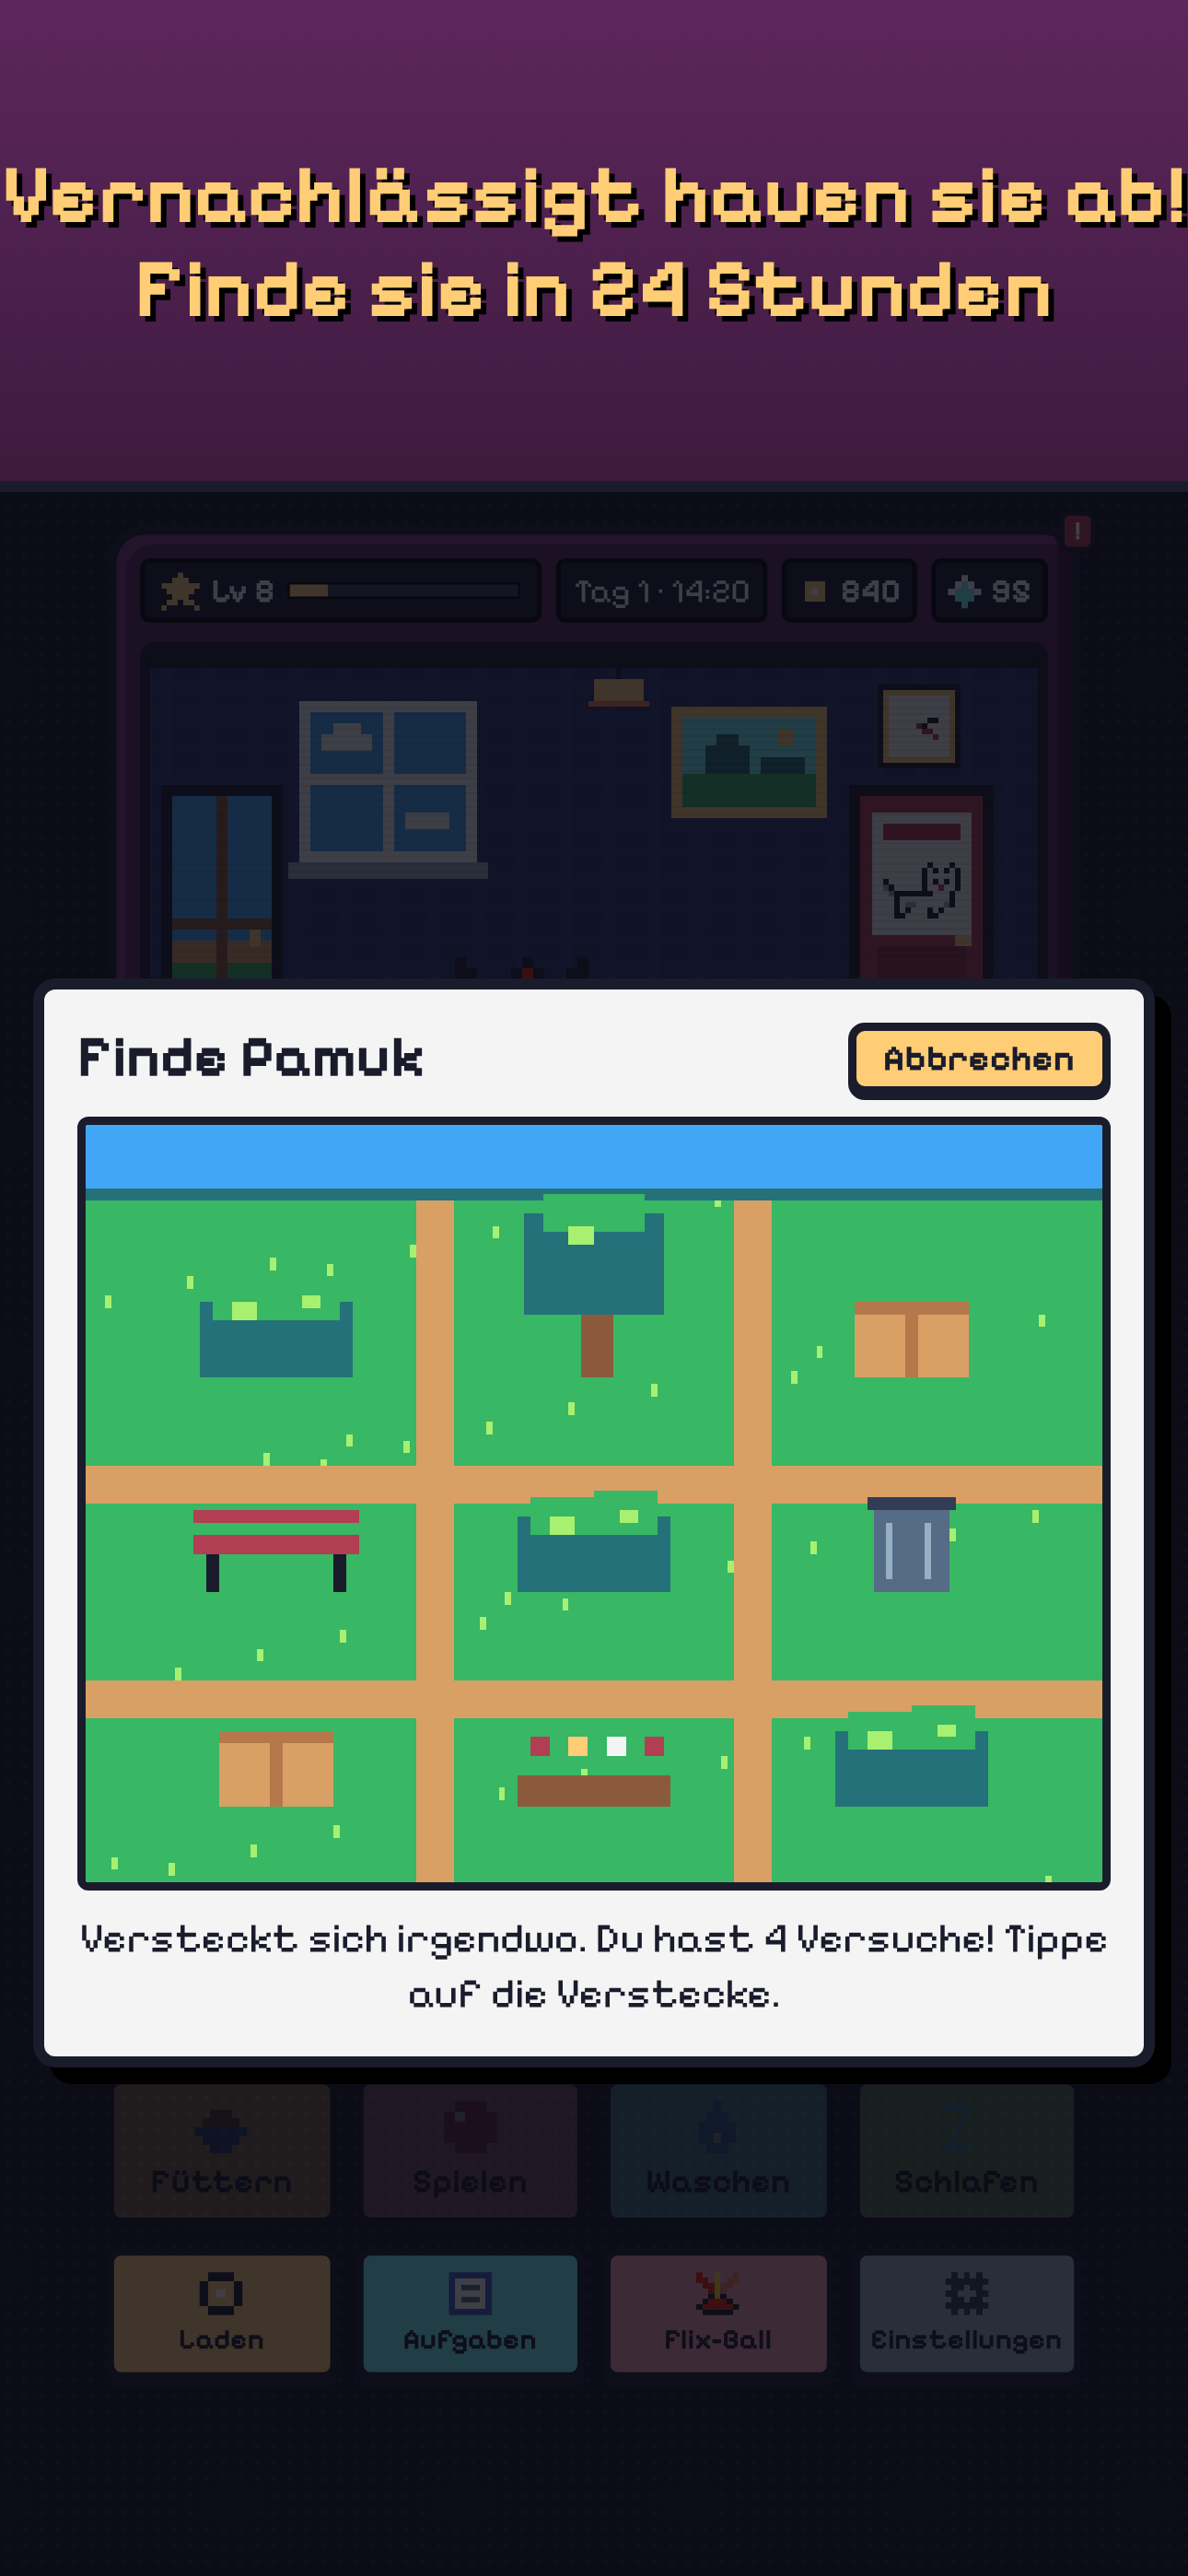 Vernachlässigt hauen sie ab!
Finde sie in 24 Stunden
!
Lv 8
Tag 1 · 14:20
840
98
Finde Pamuk
Abbrechen
Versteckt sich irgendwo. Du hast 4 Versuche! Tippe
auf die Verstecke.
Füttern
Spielen
Waschen
Schlafen
Laden
Aufgaben
Flix-Ball
Einstellungen